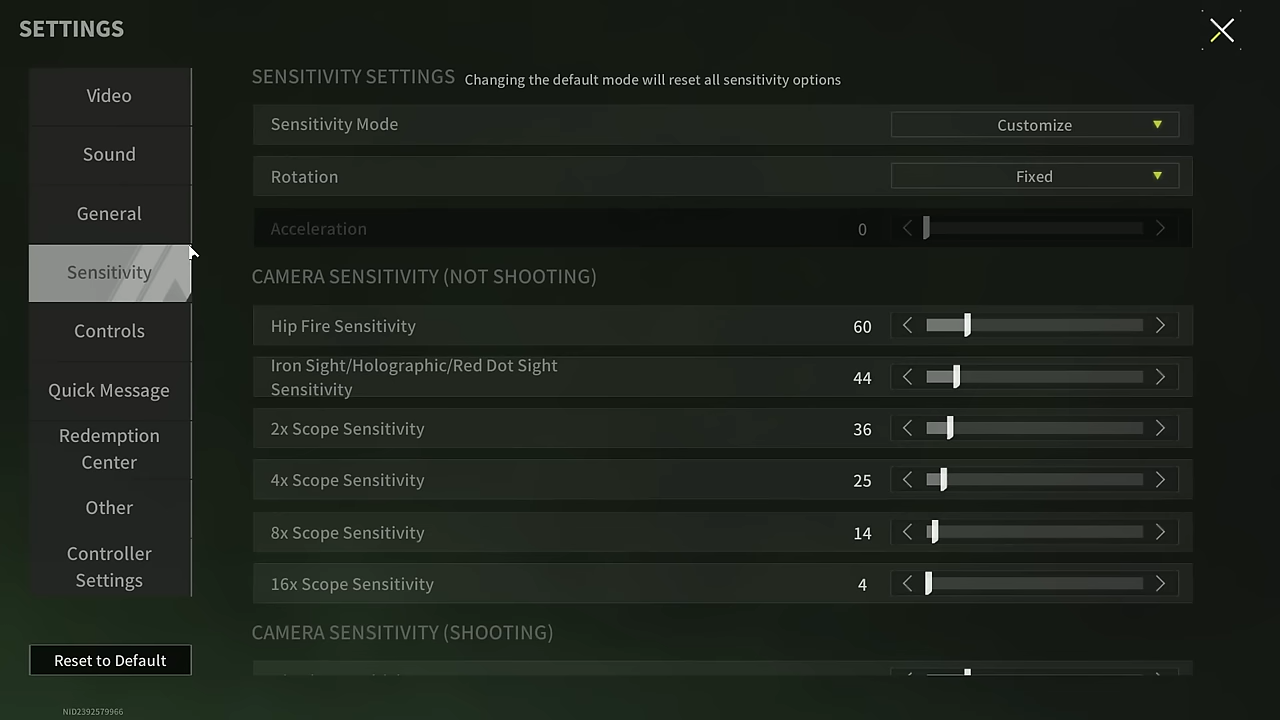 SETTINGS
Video
Sound
General
Sensitivity
Controls
Quick Message
Redemption
Center
Other
Controller
Settings
Reset to Default
NID2392579966
SENSITIVITY SETTINGS Changing the default mode will reset all sensitivity options
Sensitivity Mode Customize
Rotation Fixed
Acceleration 0
CAMERA SENSITIVITY (NOT SHOOTING)
Hip Fire Sensitivity 60
Iron Sight/Holographic/Red Dot Sight
Sensitivity 44
2x Scope Sensitivity 36
4x Scope Sensitivity 25
8x Scope Sensitivity 14
16x Scope Sensitivity 4
CAMERA SENSITIVITY (SHOOTING)